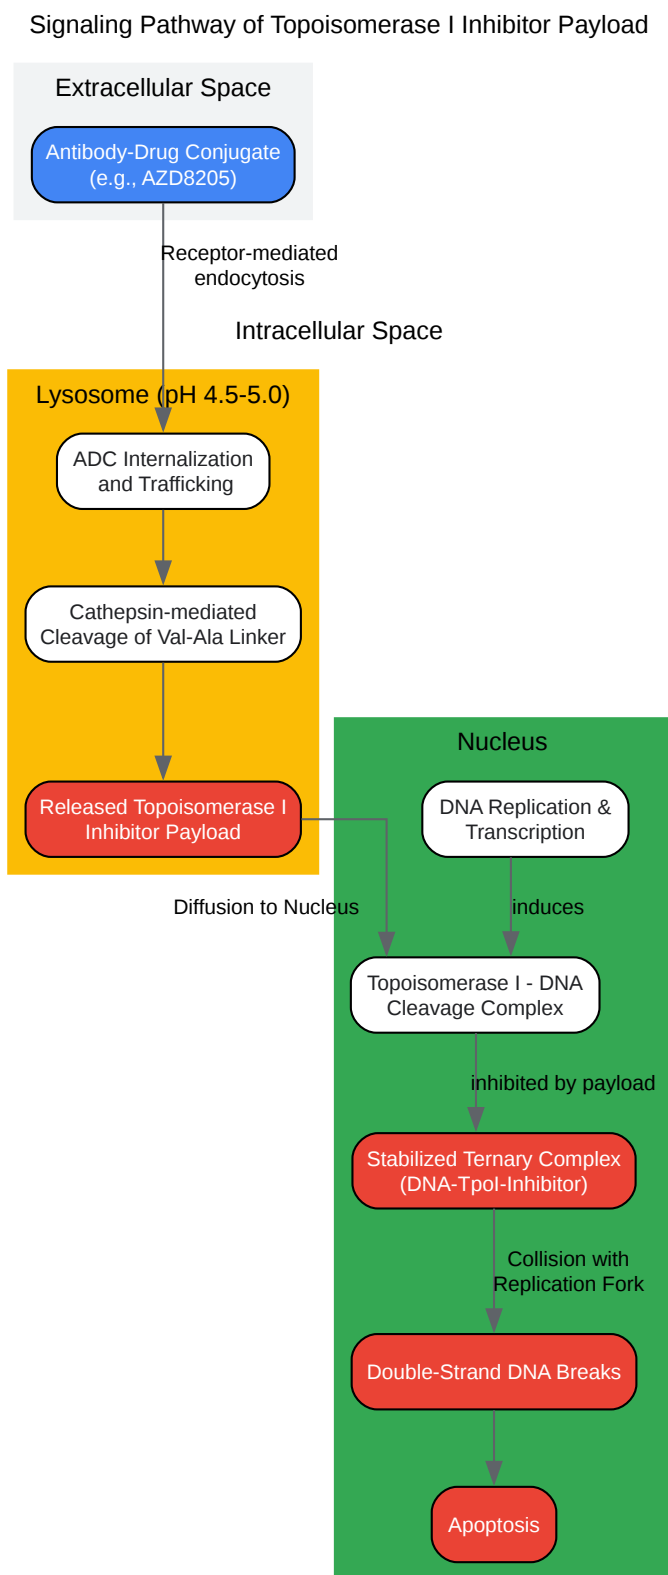 Signaling Pathway of Topoisomerase I Inhibitor Payload
Extracellular Space
Antibody-Drug Conjugate
(e.g., AZD8205)
Receptor-mediated
endocytosis
Intracellular Space
Lysosome (pH 4.5-5.0)
ADC Internalization
and Trafficking
Cathepsin-mediated
Cleavage of Val-Ala Linker
Released Topoisomerase I
Inhibitor Payload
Nucleus
DNA Replication &
Transcription
Diffusion to Nucleus
induces
Topoisomerase I - DNA
Cleavage Complex
inhibited by payload
Stabilized Ternary Complex
(DNA-TpoI-Inhibitor)
Collision with
Replication Fork
Double-Strand DNA Breaks
Apoptosis